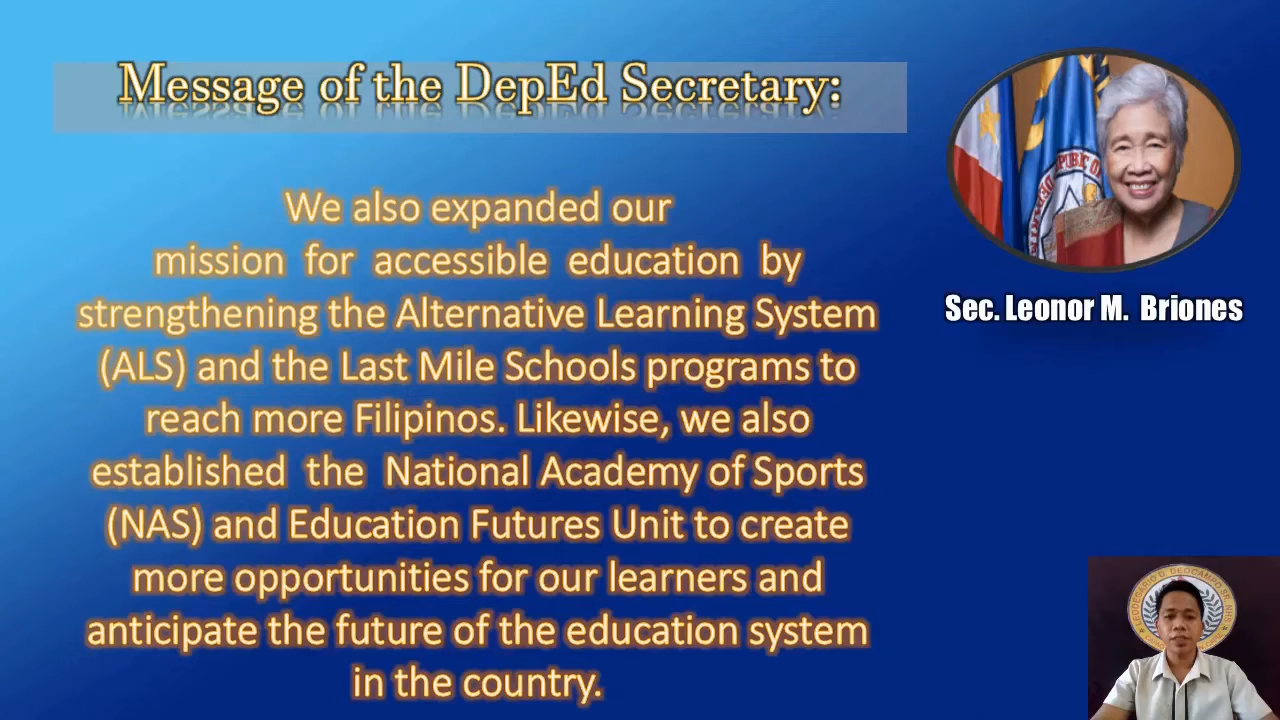 Message of the DepEd Secretary:
We also expanded our
mission for accessible education by
strengthening the Alternative Learning System
(ALS) and the Last Mile Schools programs to
reach more Filipinos. Likewise, we also
established the National Academy of Sports
(NAS) and Education Futures Unit to create
more opportunities for our learners and
anticipate the future of the education system
in the country.
Sec. Leonor M. Briones